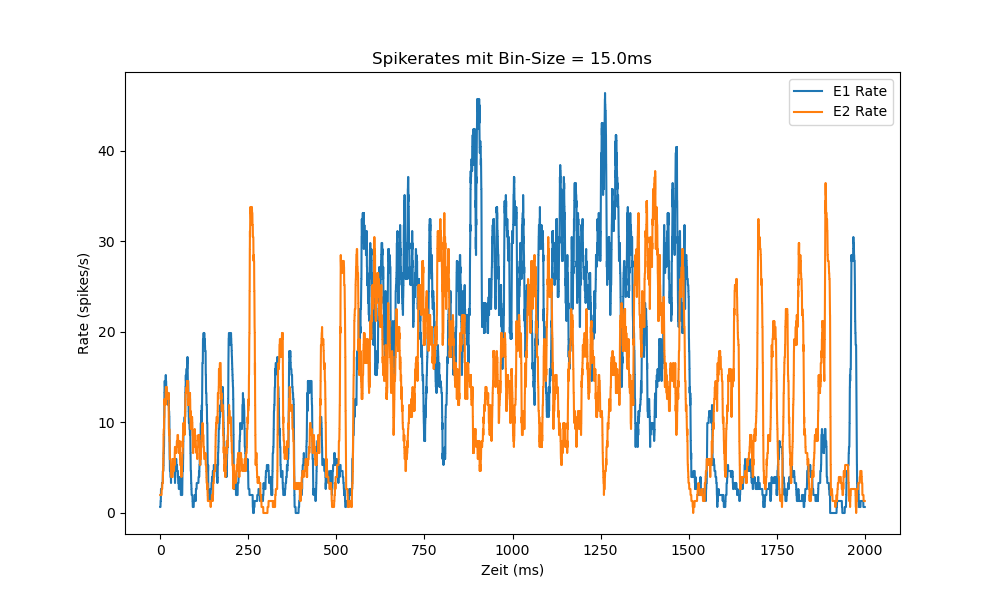 Spikerates mit Bin-Size = 15.0ms
E1 Rate
E2 Rate
Rate (spikes/s)
40
30
20
10
0
0 250 500 750 1000 1250 1500 1750 2000
Zeit (ms)